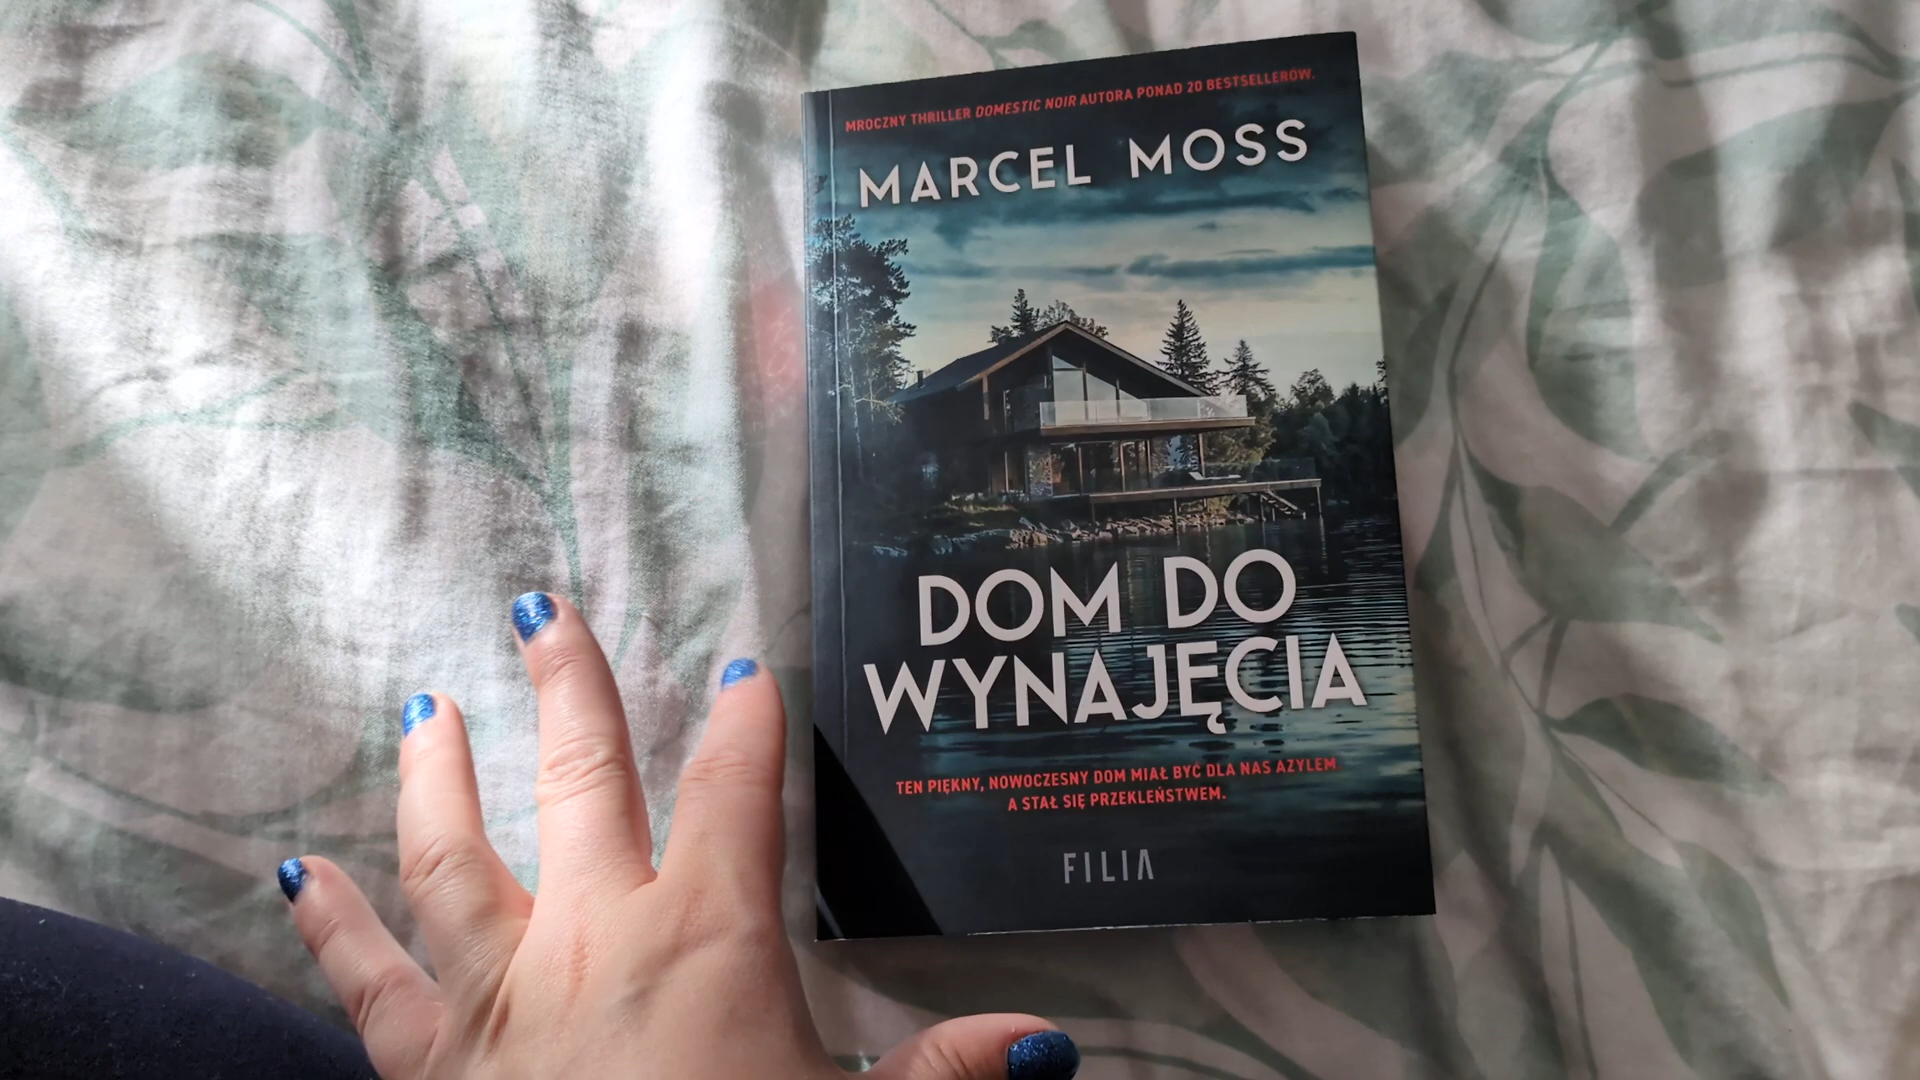 MROCZNY THRILLER DOMESTIC NOIR AUTORA PONAD 20 BESTSELLERÓW.
MARCEL MOSS
DOM DO
WYNAJĘCIA
TEN PIĘKNY, NOWOCZESNY DOM MIAŁ BYĆ DLA NAS AZYLEM
A STAŁ SIĘ PRZEKLEŃSTWEM.
FILIA